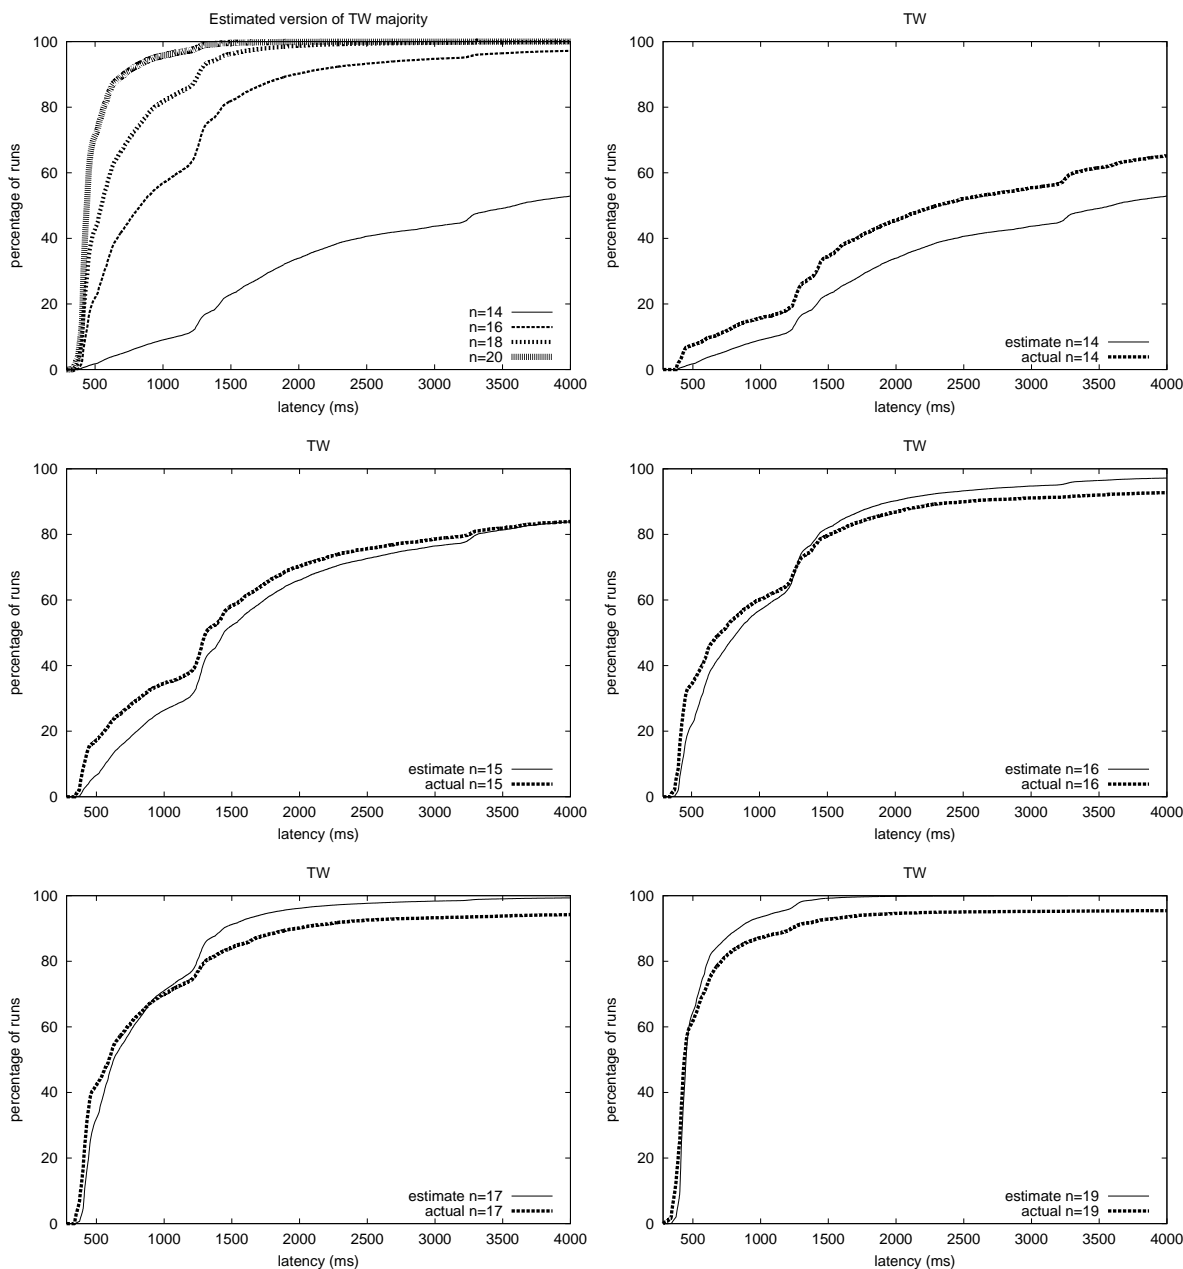 Estimated version of TW majority
100
80
60
40
20
0
percentage of runs
500 1000 1500 2000 2500 3000 3500 4000
latency (ms)
n=14
n=16
n=18
n=20
TW
100
80
60
40
20
0
percentage of runs
500 1000 1500 2000 2500 3000 3500 4000
latency (ms)
estimate n=14
actual n=14
TW
100
80
60
40
20
0
percentage of runs
500 1000 1500 2000 2500 3000 3500 4000
latency (ms)
estimate n=15
actual n=15
TW
100
80
60
40
20
0
percentage of runs
500 1000 1500 2000 2500 3000 3500 4000
latency (ms)
estimate n=16
actual n=16
TW
100
80
60
40
20
0
percentage of runs
500 1000 1500 2000 2500 3000 3500 4000
latency (ms)
estimate n=17
actual n=17
TW
100
80
60
40
20
0
percentage of runs
500 1000 1500 2000 2500 3000 3500 4000
latency (ms)
estimate n=19
actual n=19